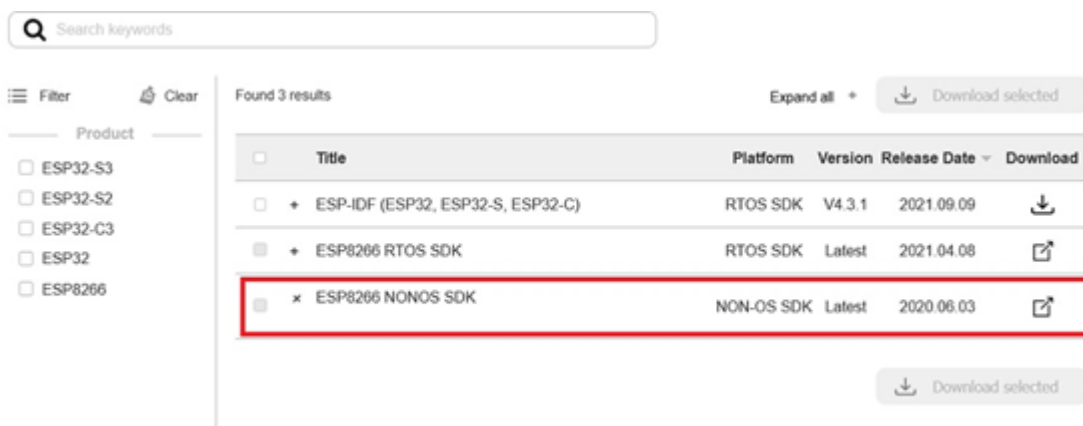 Search keywords
Filter Clear Found 3 results Expand all + Download selected
Product
ESP32-S3
ESP32-S2
ESP32-C3
ESP32
ESP8266
Title Platform Version Release Date Download
+ ESP-IDF (ESP32, ESP32-S, ESP32-C) RTOS SDK V4.3.1 2021.09.09
+ ESP8266 RTOS SDK RTOS SDK Latest 2021.04.08
× ESP8266 NONOS SDK NON-OS SDK Latest 2020.06.03
Download selected